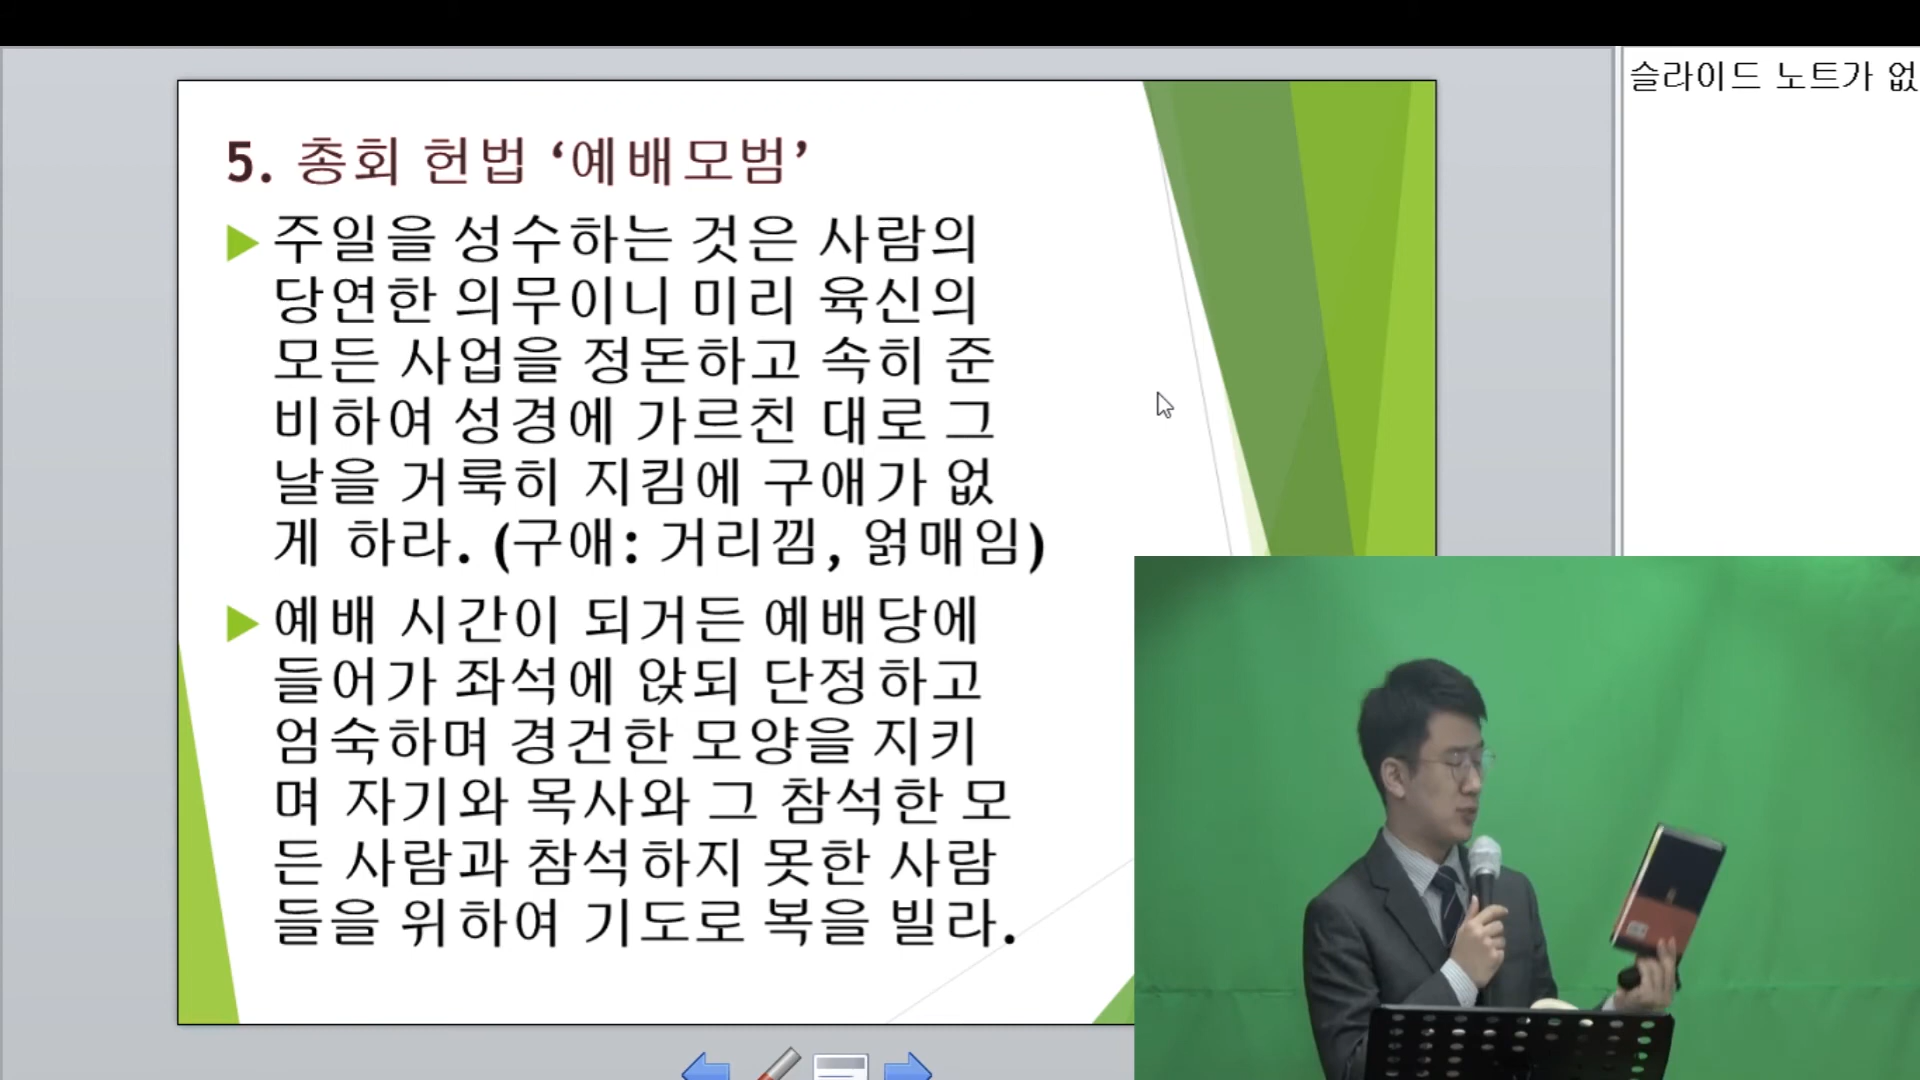 5. 총회 헌법 ‘예배모범’
주일을 성수하는 것은 사람의
당연한 의무이니 미리 육신의
모든 사업을 정돈하고 속히 준
비하여 성경에 가르친 대로 그
날을 거룩히 지킴에 구애가 없
게 하라. (구애: 거리낌, 얽매임)
예배 시간이 되거든 예배당에
들어가 좌석에 앉되 단정하고
엄숙하며 경건한 모양을 지키
며 자기와 목사와 그 참석한 모
든 사람과 참석하지 못한 사람
들을 위하여 기도로 복을 빌라.
슬라이드 노트가 없